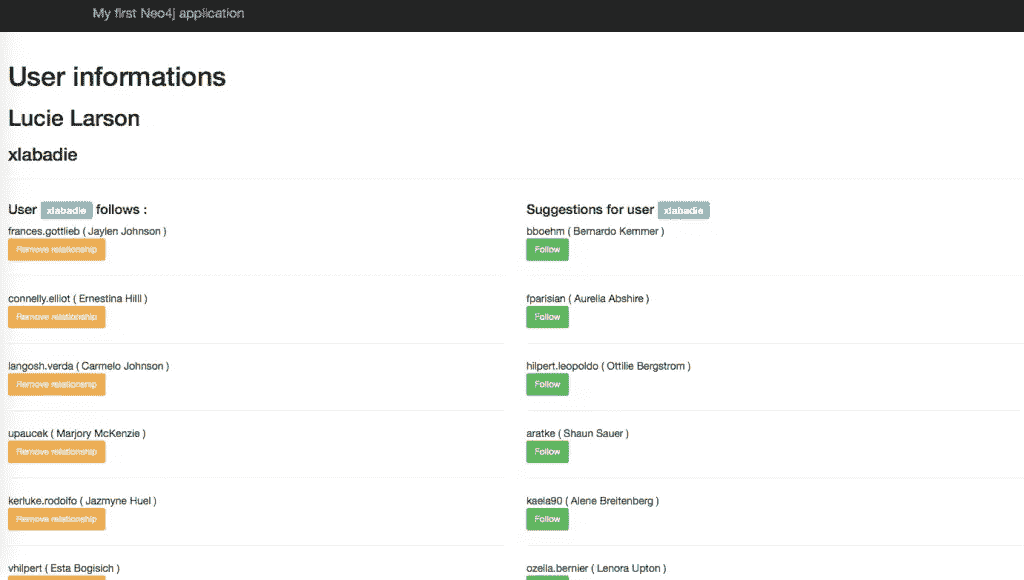 My first Neo4j application
User informations
Lucie Larson
xlabadie
User xlabadie follows :
frances.gottlieb ( Jaylen Johnson )
Remove relationship
connelly.elliot ( Ernestina Hilll )
Remove relationship
langosh.verda ( Carmelo Johnson )
Remove relationship
upaucek ( Marjory McKenzie )
Remove relationship
kerluke.rodolfo ( Jazmyne Huel )
Remove relationship
vhilpert ( Esta Bogisich )
Suggestions for user xlabadie
bboehm ( Bernardo Kemmer )
Follow
fparisian ( Aurelia Abshire )
Follow
hilpert.leopoldo ( Ottilie Bergstrom )
Follow
aratke ( Shaun Sauer )
Follow
kaela90 ( Alene Breitenberg )
Follow
ozella.bernier ( Lenora Upton )